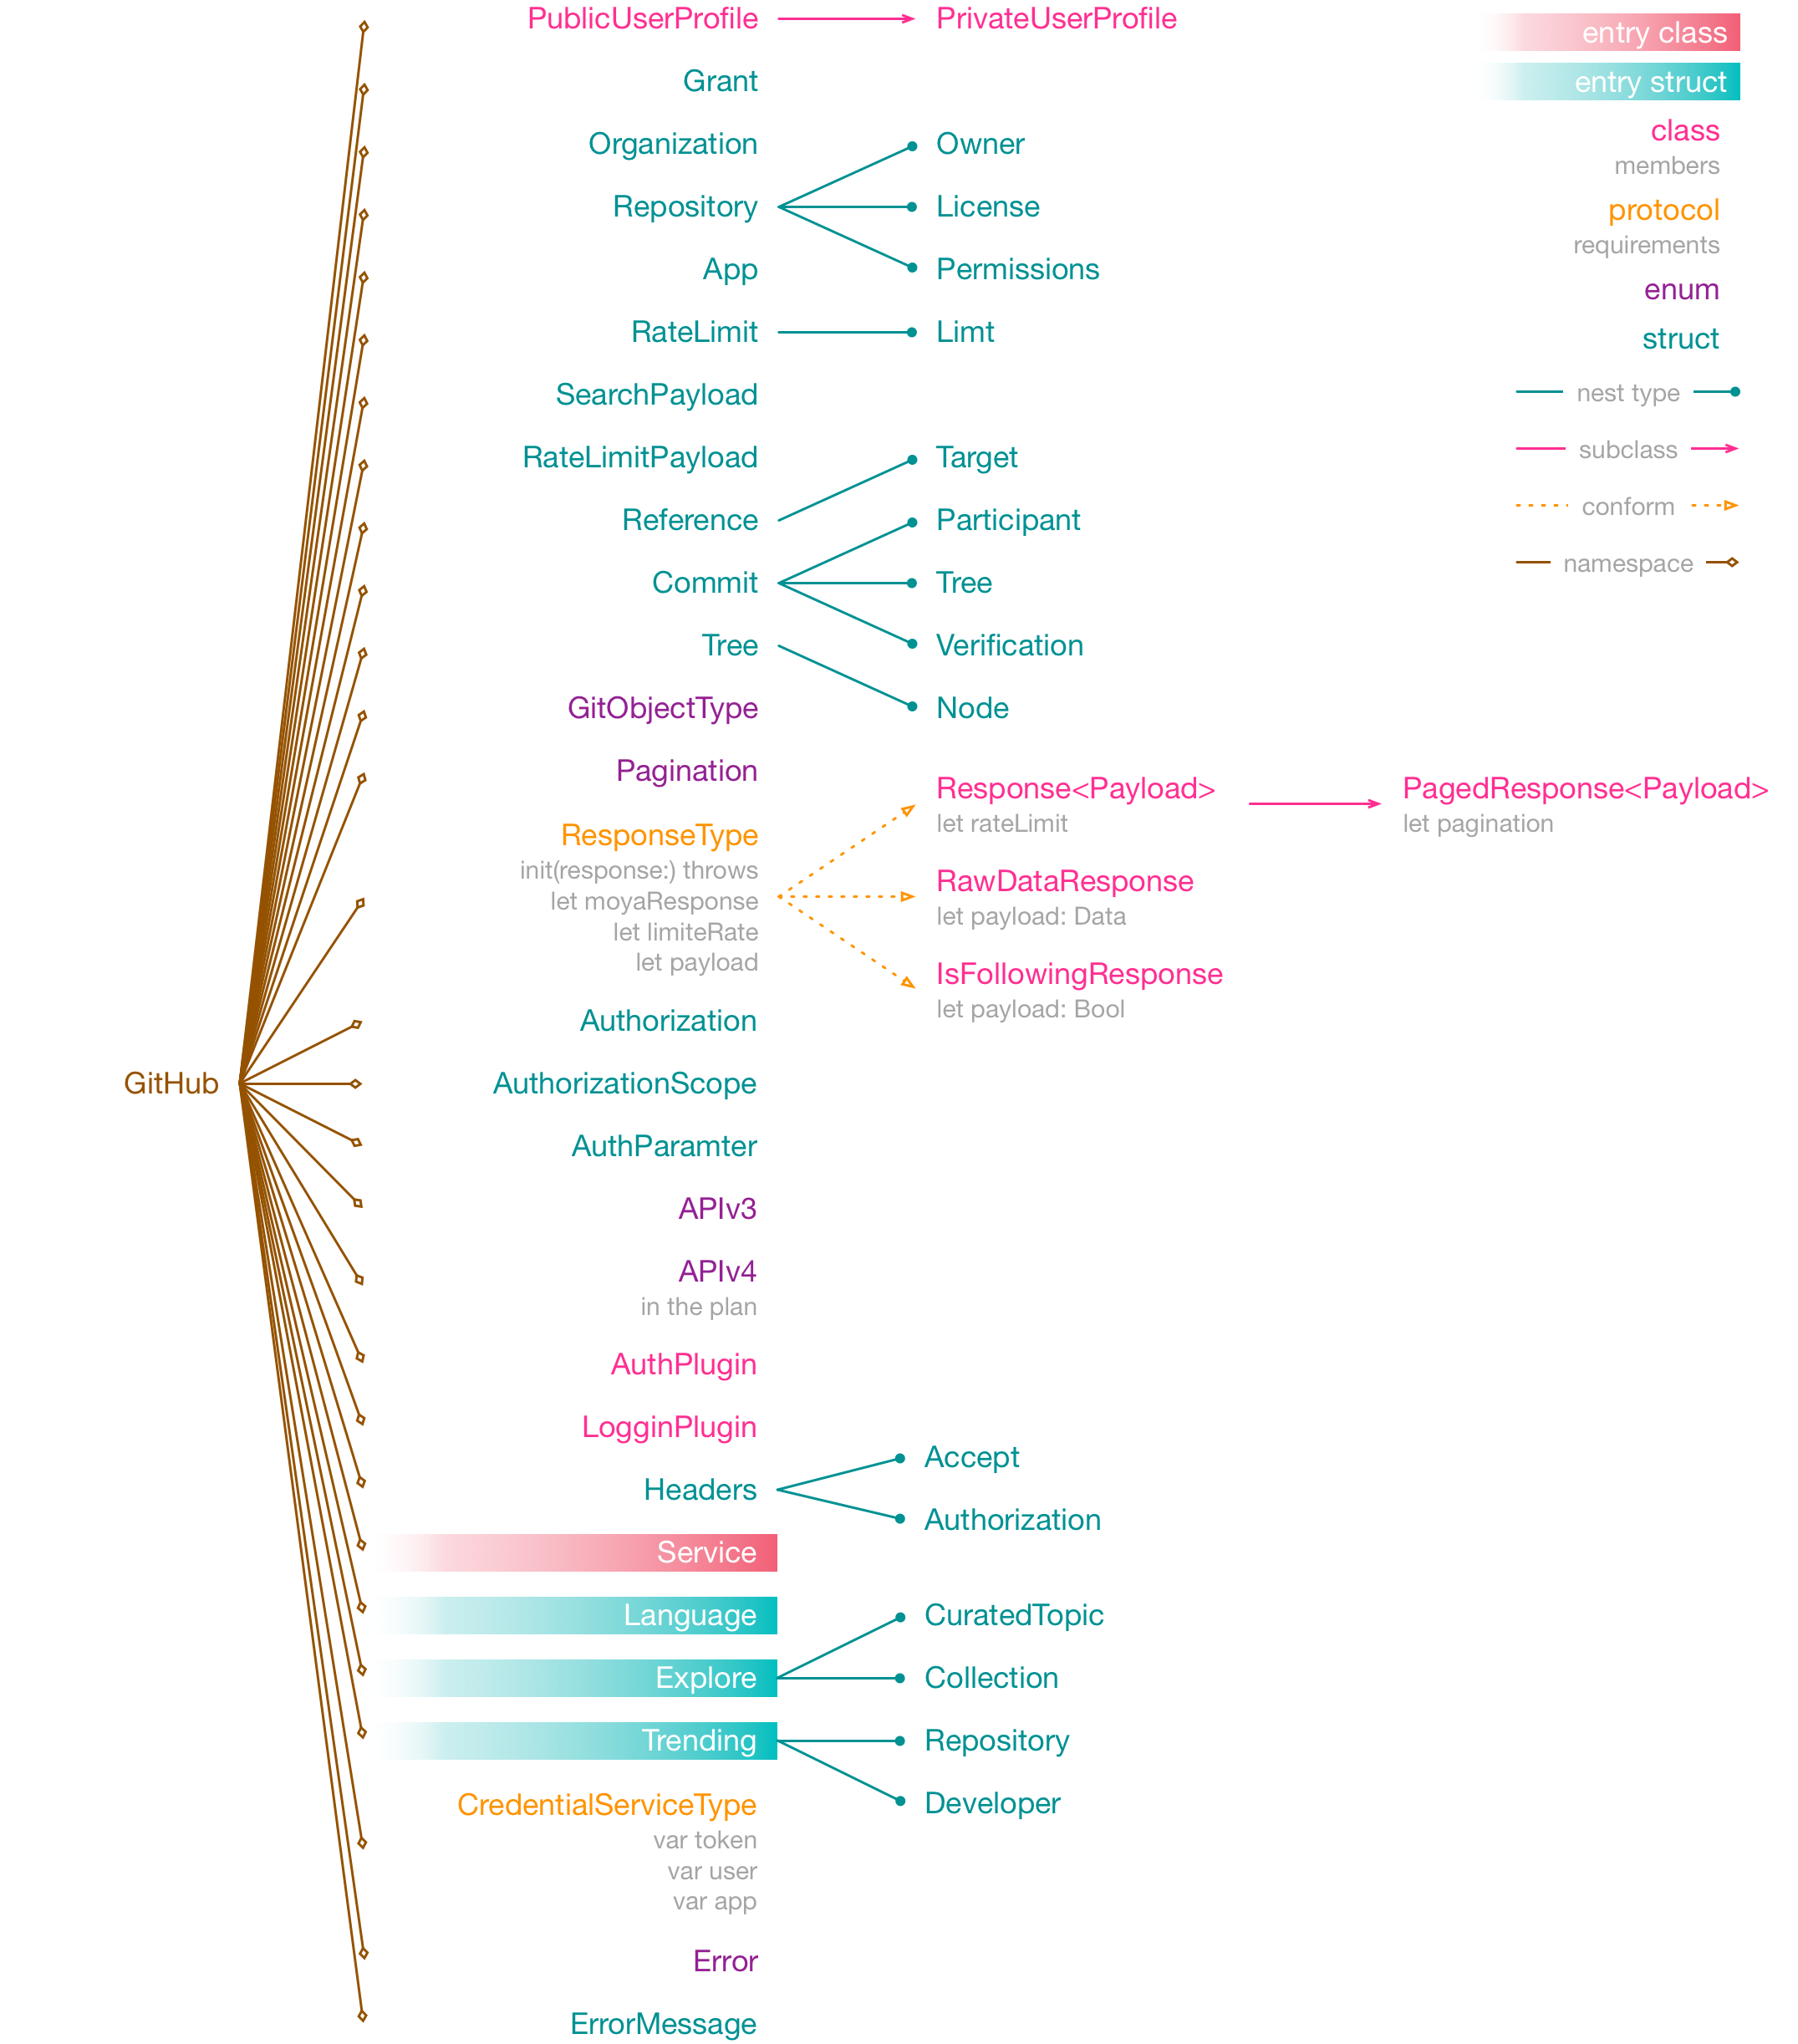 PublicUserProfile
PrivateUserProfile
entry class
Grant
entry struct
Organization
Owner
class
members
Repository
License
protocol
requirements
App
Permissions
enum
RateLimit
Limt
struct
SearchPayload
nest type
RateLimitPayload
Target
subclass
Reference
Participant
conform
Commit
Tree
namespace
Tree
Verification
GitObjectType
Node
Pagination
Response<Payload>
let rateLimit
PagedResponse<Payload>
let pagination
ResponseType
init(response:) throws
let moyaResponse
let limiteRate
let payload
RawDataResponse
let payload: Data
IsFollowingResponse
let payload: Bool
Authorization
GitHub
AuthorizationScope
AuthParamter
APIv3
APIv4
in the plan
AuthPlugin
LogginPlugin
Headers
Accept
Authorization
Service
Language
CuratedTopic
Explore
Collection
Trending
Repository
Developer
CredentialServiceType
var token
var user
var app
Error
ErrorMessage